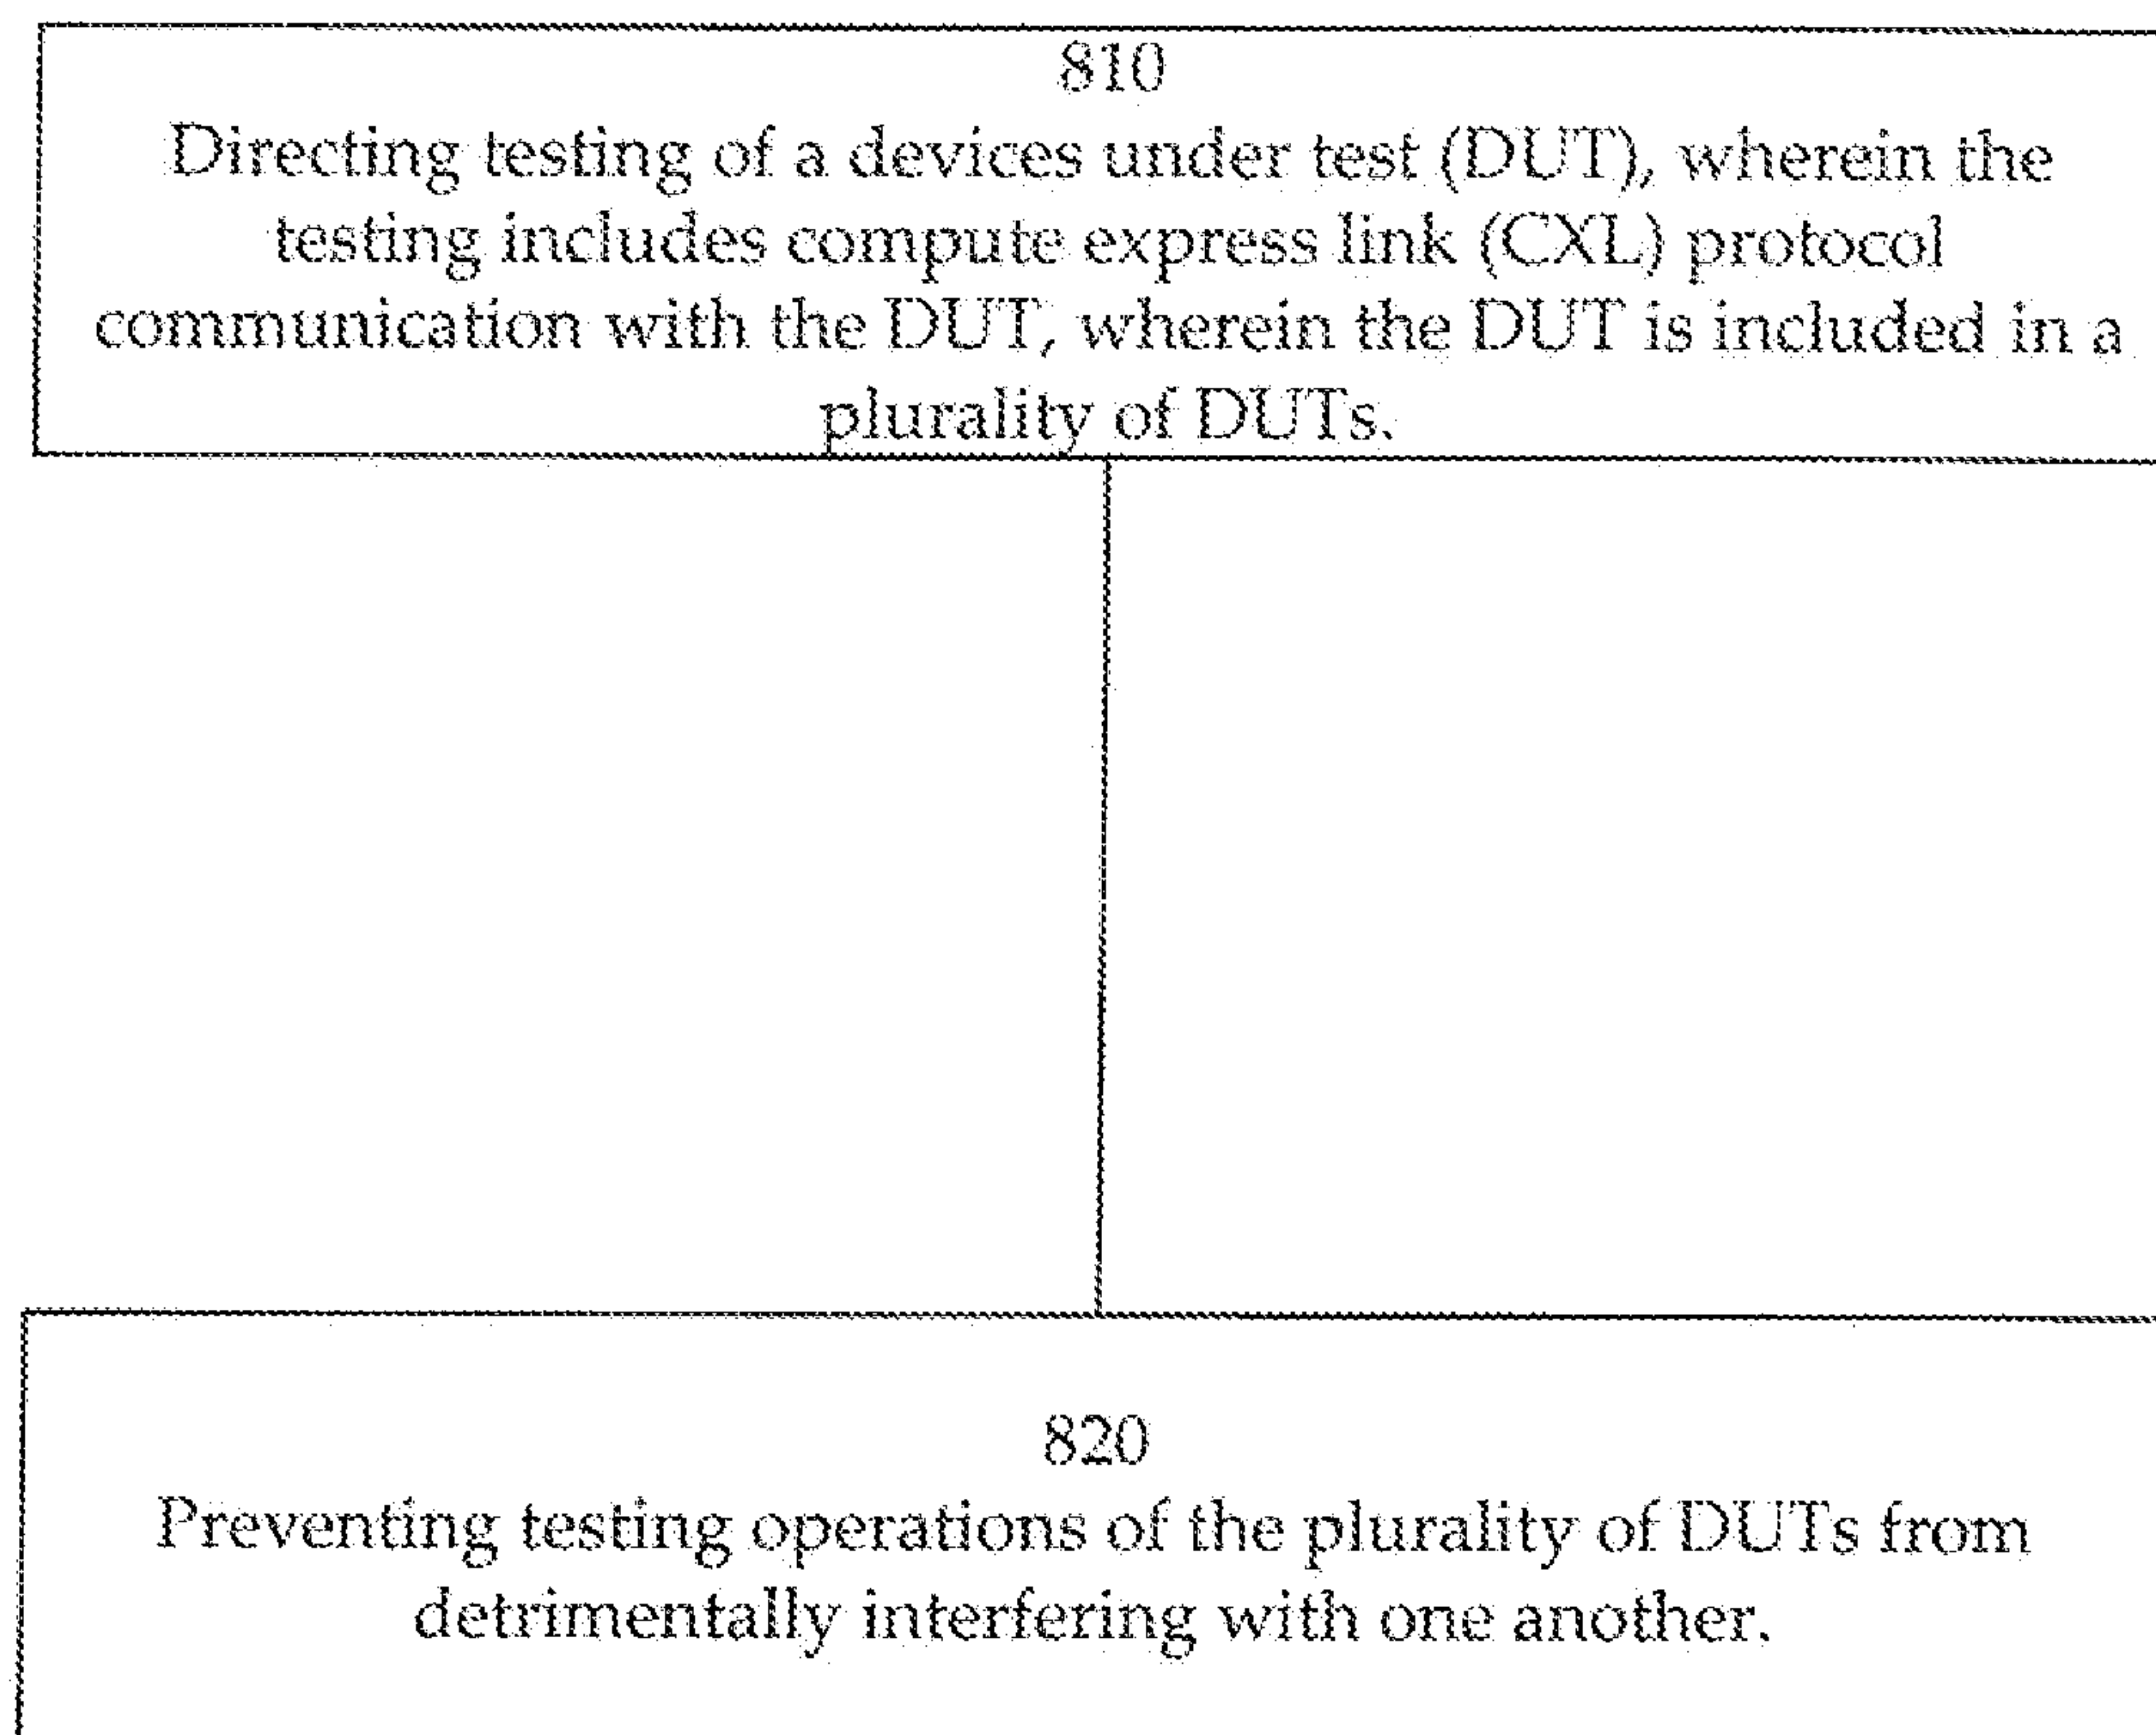 810
Directing testing of a devices under test (DUT), wherein the
testing includes compute express link (CXL) protocol
communication with the DUT, wherein the DUT is included in a
plurality of DUTs.
820
Preventing testing operations of the plurality of DUTs from
detrimentally interfering with one another.